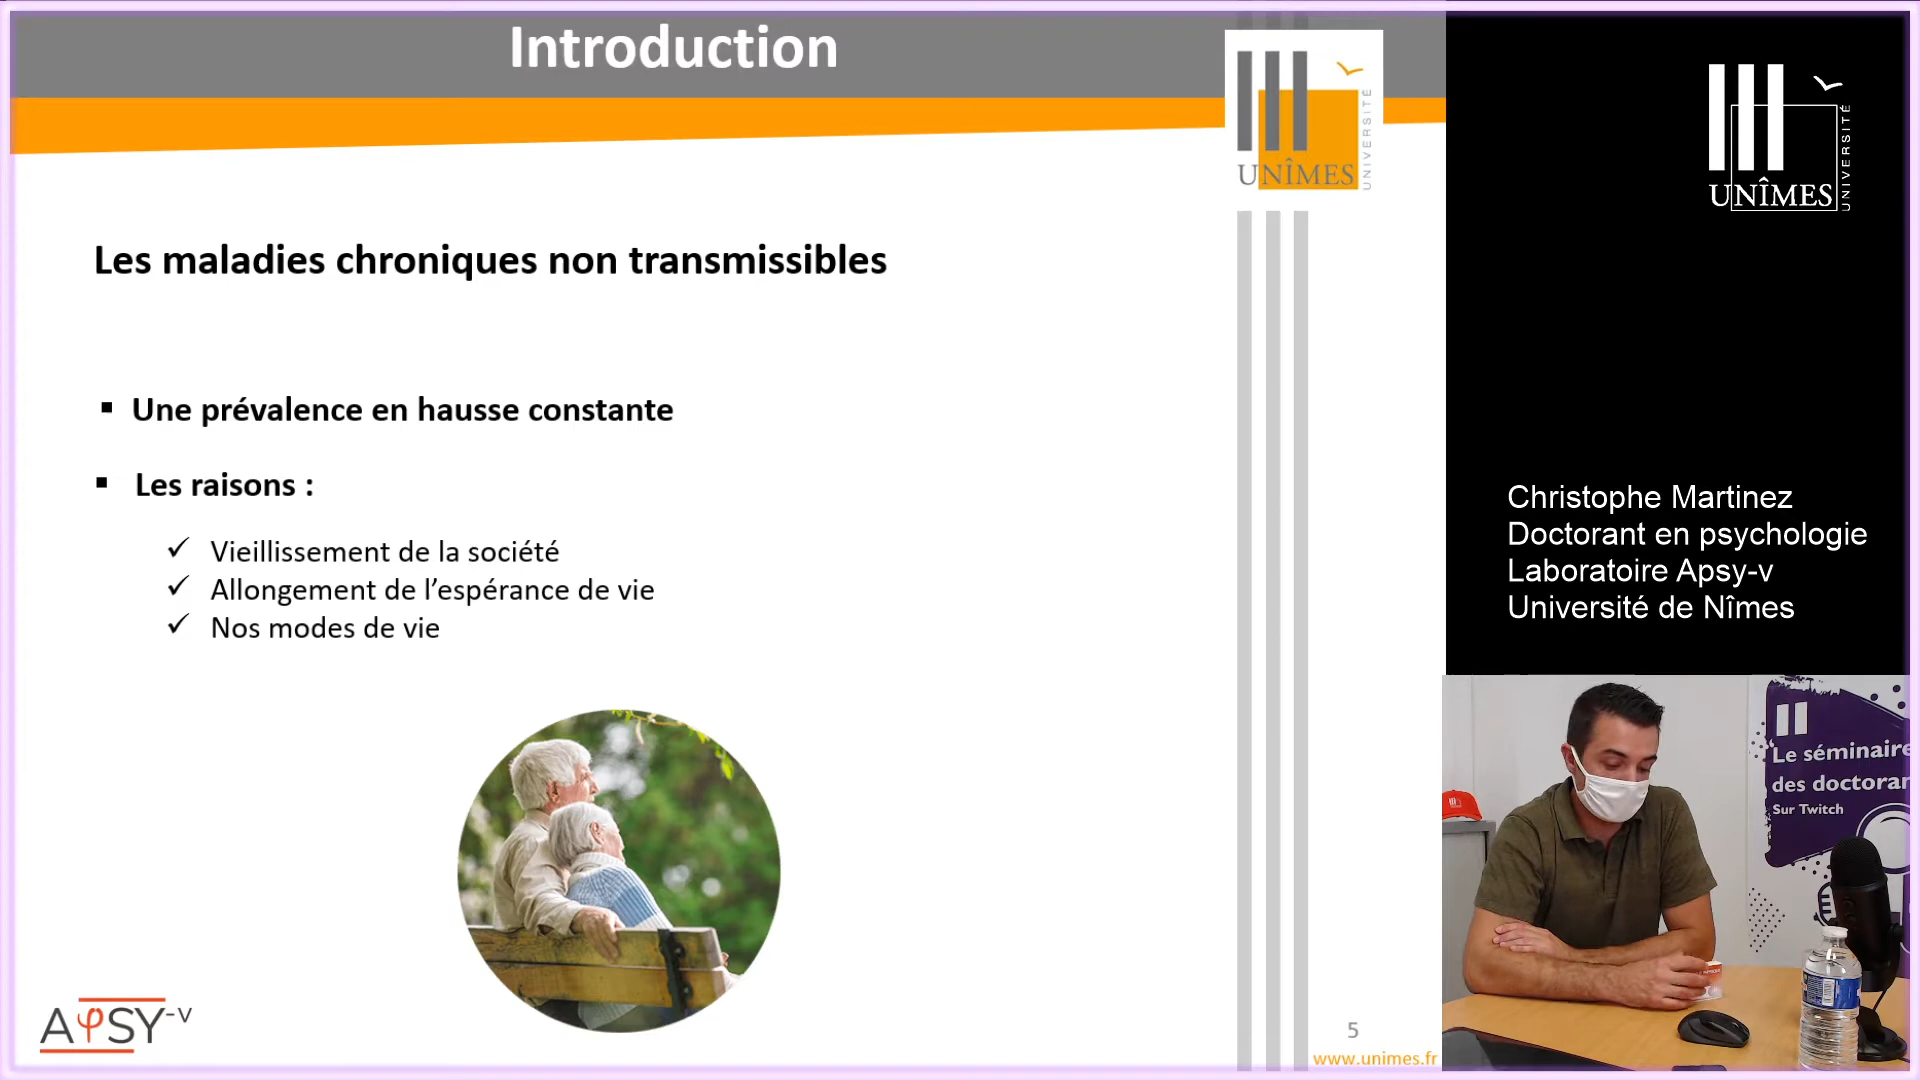 Introduction
UNÎMES
UNIVERSITÉ
Les maladies chroniques non transmissibles
Une prévalence en hausse constante
Les raisons :
Vieillissement de la société
Allongement de l’espérance de vie
Nos modes de vie
AφSY-V
5
www.unimes.fr
UNÎMES
UNIVERSITÉ
Christophe Martinez
Doctorant en psychologie
Laboratoire Apsy-v
Université de Nîmes
Le séminaire
des doctoran
Sur Twitch